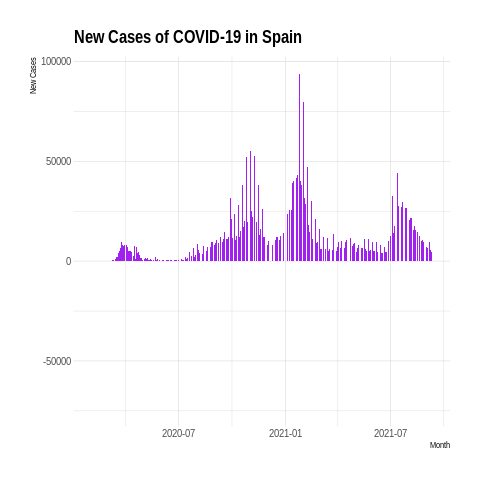 New Cases of COVID-19 in Spain
New Cases
100000
50000
0
-50000
2020-07
2021-01
2021-07
Month